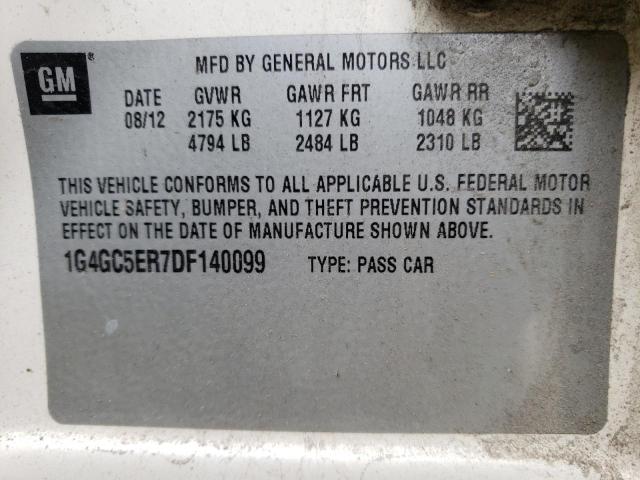 GM®
MFD BY GENERAL MOTORS LLC
DATE GVWR GAWR FRT GAWR RR
08/12 2175 KG 1127 KG 1048 KG
4794 LB 2484 LB 2310 LB
THIS VEHICLE CONFORMS TO ALL APPLICABLE U.S. FEDERAL MOTOR
VEHICLE SAFETY, BUMPER, AND THEFT PREVENTION STANDARDS IN
EFFECT ON THE DATE OF MANUFACTURE SHOWN ABOVE.
1G4GC5ER7DF140099 TYPE: PASS CAR